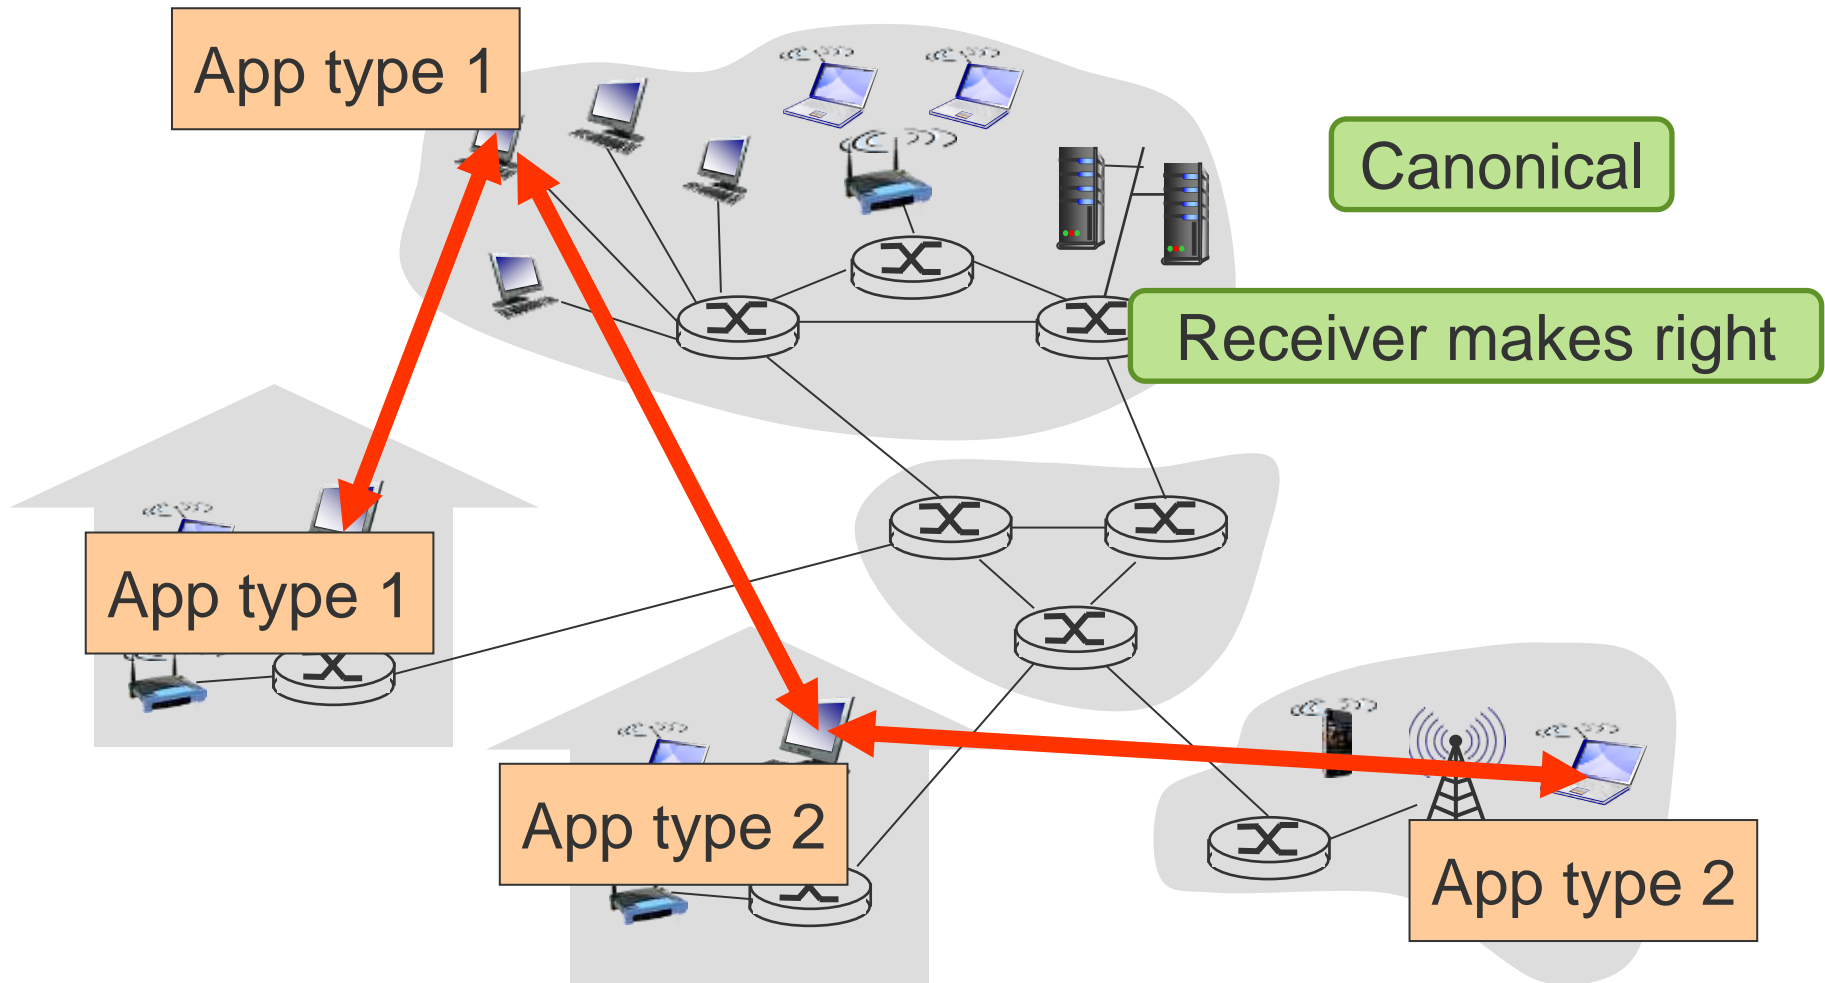 App type 1
Canonical
Receiver makes right
App type 1
App type 2
App type 2